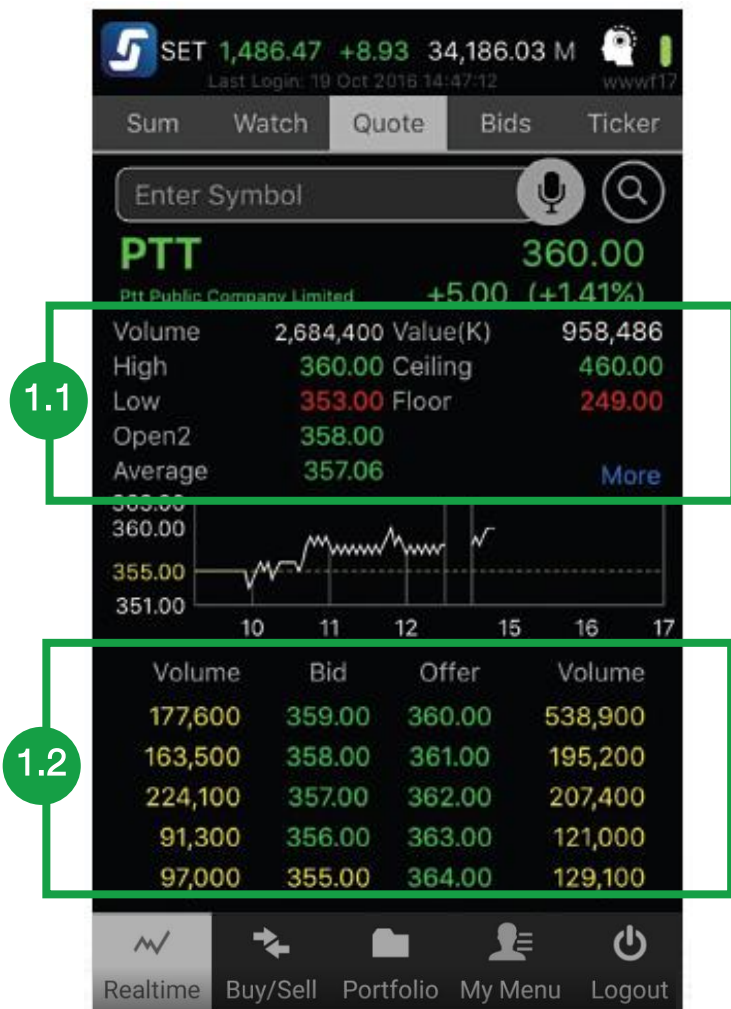 SET 1,486.47 +8.93 34,186.03 M
Last Login: 19 Oct 2016 14:47:12 wwwf17
Sum Watch Quote Bids Ticker
Enter Symbol
PTT 360.00
Ptt Public Company Limited +5.00 (+1.41%)
1.1
Volume 2,684,400 Value(K) 958,486
High 360.00 Ceiling 460.00
Low 353.00 Floor 249.00
Open2 358.00
Average 357.06 More
363.00
360.00
355.00
351.00
10 11 12 15 16 17
1.2
Volume Bid Offer Volume
177,600 359.00 360.00 538,900
163,500 358.00 361.00 195,200
224,100 357.00 362.00 207,400
91,300 356.00 363.00 121,000
97,000 355.00 364.00 129,100
Realtime Buy/Sell Portfolio My Menu Logout